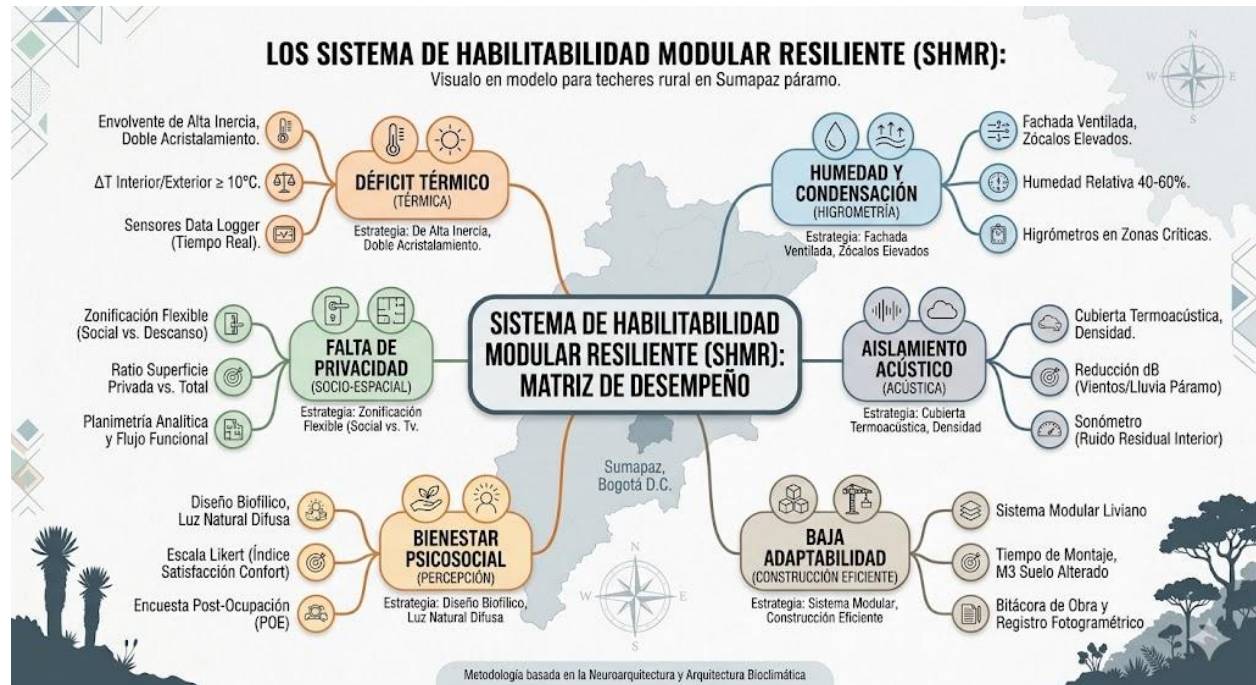 LOS SISTEMA DE HABILITABILIDAD MODULAR RESILIENTE (SHMR):
Visualo en modelo para techeres rural en Sumapaz páramo.
N
W
E
S
Envolvente de Alta Inercia,
Doble Acristalamiento.
ΔT Interior/Exterior ≥ 10°C.
Sensores Data Logger
(Tiempo Real).
DÉFICIT TÉRMICO
(TÉRMICA)
Estrategia: De Alta Inercia,
Doble Acristalamiento.
HUMEDAD Y
CONDENSACIÓN
(HIGROMETRÍA)
Estrategia: Fachada
Ventilada, Zócalos Elevados
Fachada Ventilada,
Zócalos Elevados.
Humedad Relativa 40-60%.
Higrómetros en Zonas Críticas.
Zonificación Flexible
(Social vs. Descanso)
Ratio Superficie
Privada vs. Total
Planimetría Analítica
y Flujo Funcional
FALTA DE
PRIVACIDAD
(SOCIO-ESPACIAL)
Estrategia: Zonificación
Flexible (Social vs. Tv.
SISTEMA DE HABILITABILIDAD
MODULAR RESILIENTE (SHMR):
MATRIZ DE DESEMPEÑO
AISLAMIENTO
ACÚSTICO
(ACÚSTICA)
Estrategia: Cubierta
Termoacústica, Densidad
Cubierta Termoacústica,
Densidad.
Reducción dB
(Vientos/Lluvia Páramo)
Sonómetro
(Ruido Residual Interior)
Sumapaz,
Bogotá D.C.
Diseño Biofílico,
Luz Natural Difusa
Escala Likert (Índice
Satisfacción Confort)
Encuesta Post-Ocupación
(POE)
BIENESTAR
PSICOSOCIAL
(PERCEPCIÓN)
Estrategia: Diseño Biofílico,
Luz Natural Difusa
N
W
E
S
BAJA
ADAPTABILIDAD
(CONSTRUCCIÓN EFICIENTE)
Estrategia: Sistema Modular,
Construcción Eficiente
Sistema Modular Liviano
Tiempo de Montaje,
M3 Suelo Alterado
Bitácora de Obra y
Registro Fotogramétrico
Metodología basada en la Neuroarquitectura y Arquitectura Bioclimática